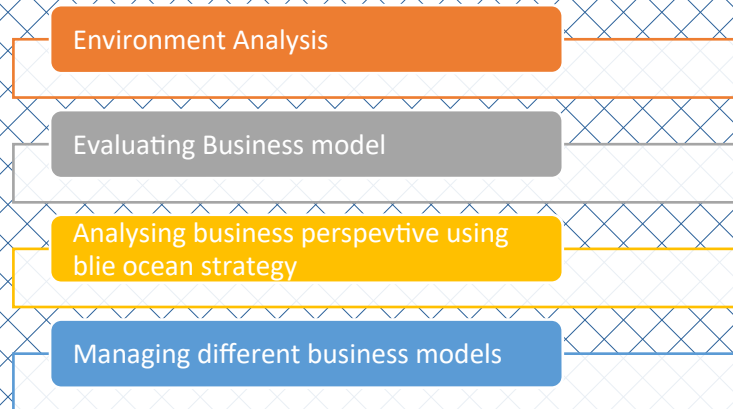 Environment Analysis
Evaluating Business model
Analysing business perspevtive using
blie ocean strategy
Managing different business models